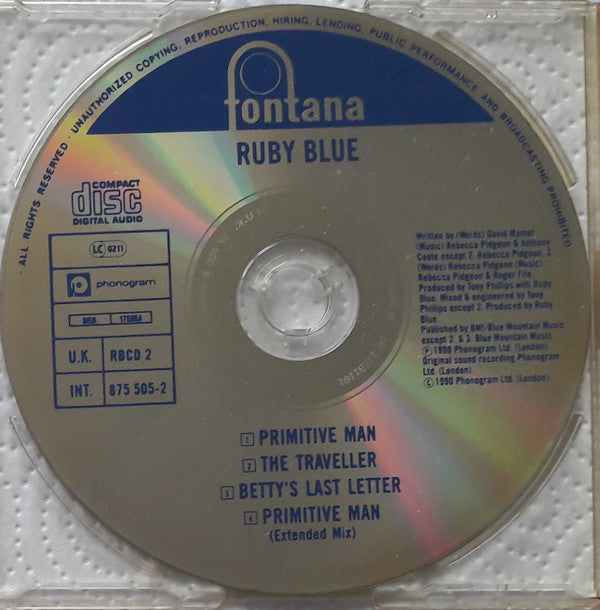 ALL RIGHTS RESERVED · UNAUTHORIZED COPYING, REPRODUCTION, HIRING, LENDING, PUBLIC PERFORMANCE AND BROADCASTING PROHIBITED
fontana
RUBY BLUE
COMPACT
disc
DIGITAL AUDIO
LC 0211
phonogram
BIEM STEMRA
U.K. RBCD 2
INT. 875 505-2
Written by (Words) David Mamet
(Music) Rebecca Pidgeon & Anthony
Coote except 2. Rebecca Pidgeon. 3.
(Words) Rebecca Pidgeon (Music)
Rebecca Pidgeon & Roger Fife.
Produced by Tony Phillips with Ruby
Blue. Mixed & engineered by Tony
Phillips except 2. Produced by Ruby
Blue.
Published by BMI/Blue Mountain Music
except 2. & 3. Blue Mountain Music.
℗ 1990 Phonogram Ltd. (London).
Original sound recording Phonogram
Ltd. (London).
© 1990 Phonogram Ltd. (London)
1 PRIMITIVE MAN
2 THE TRAVELLER
3 BETTY'S LAST LETTER
4 PRIMITIVE MAN
(Extended Mix)